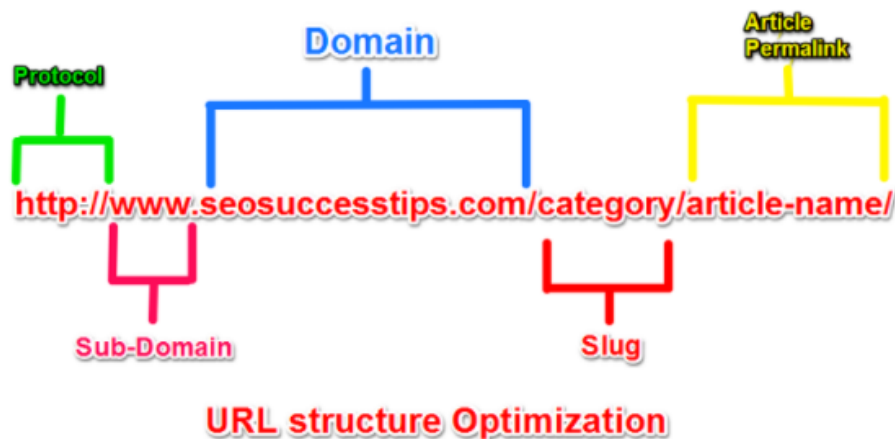 Domain
Article
Permalink
Protocol
http://www.seosuccesstips.com/category/article-name/
Sub-Domain
Slug
URL structure Optimization